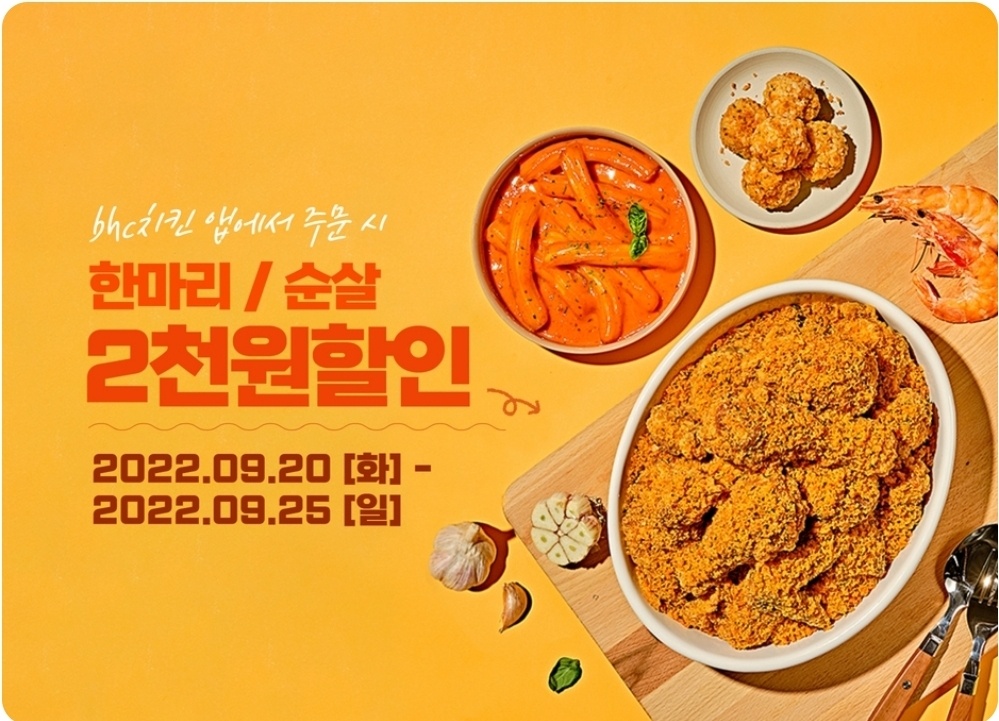 bhc치킨 앱에서 주문 시
한마리 / 순살
2천원할인
2022.09.20 [화] -
2022.09.25 [일]